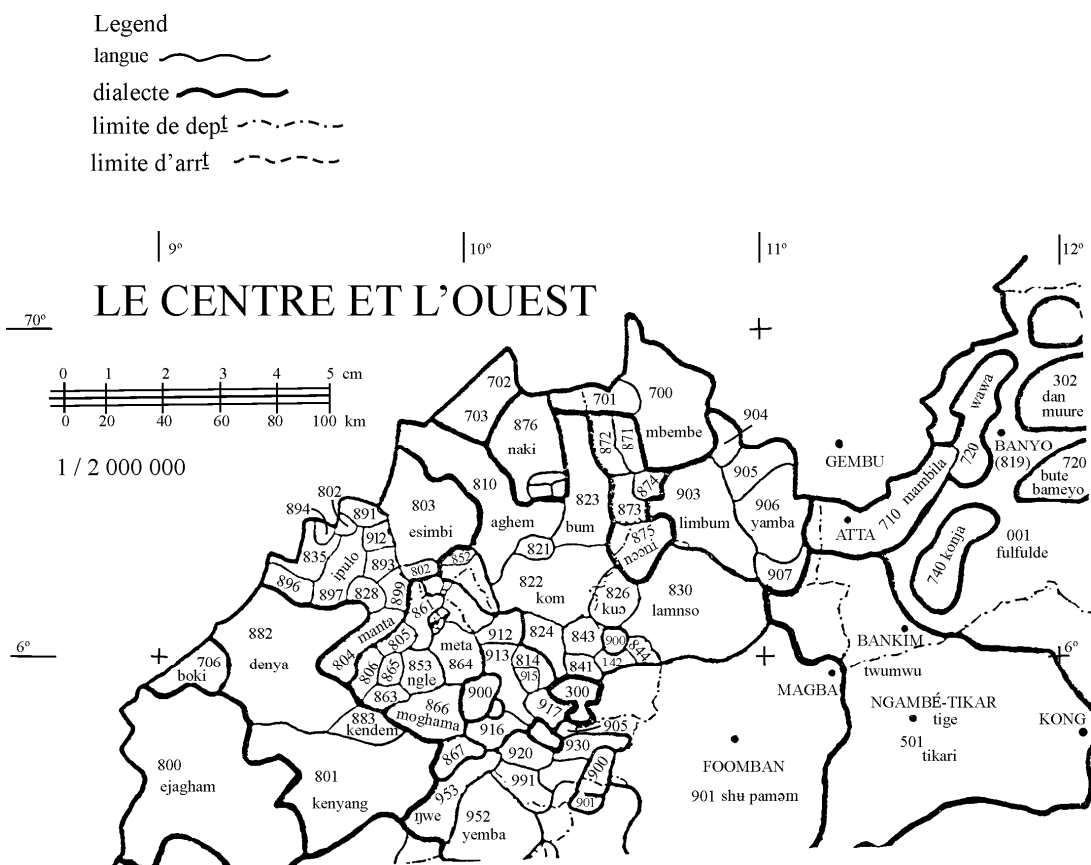 Legend
langue
dialecte
limite de dept
limite d’arrt
9º
10º
11º
12º
LE CENTRE ET L’OUEST
70º
0 1 2 3 4 5 cm
0 20 40 60 80 100 km
1 / 2 000 000
702
703
701
700
mbembe
876
naki
872
871
904
302
dan
muure
wawa
GEMBU
BANYO
(819)
720
720
bute
bameyo
710 mambila
ATTA
740 konja
001
fulfulde
810
aghem
803
esimbi
823
bum
874
873
903
limbum
905
906
yamba
907
875
nɔɔni
802
894
891
912
835
ipulo
893
802
852
896
897
828
899
861
821
822
kom
826
kuɔ
830
lamnso
882
denya
manta
804
805
806
865
863
853
ngle
meta
864
912
913
824
814
915
843
841
900
142
844
706
boki
883
kendem
866
moghama
900
916
917
300
905
930
867
920
991
900
901
953
ŋwe
952
yemba
800
ejagham
801
kenyang
6º
6º
BANKIM
twumwu
MAGBA
NGAMBÉ-TIKAR
tige
501
tikari
KONG
FOOMBAN
901 shʉ pamәm